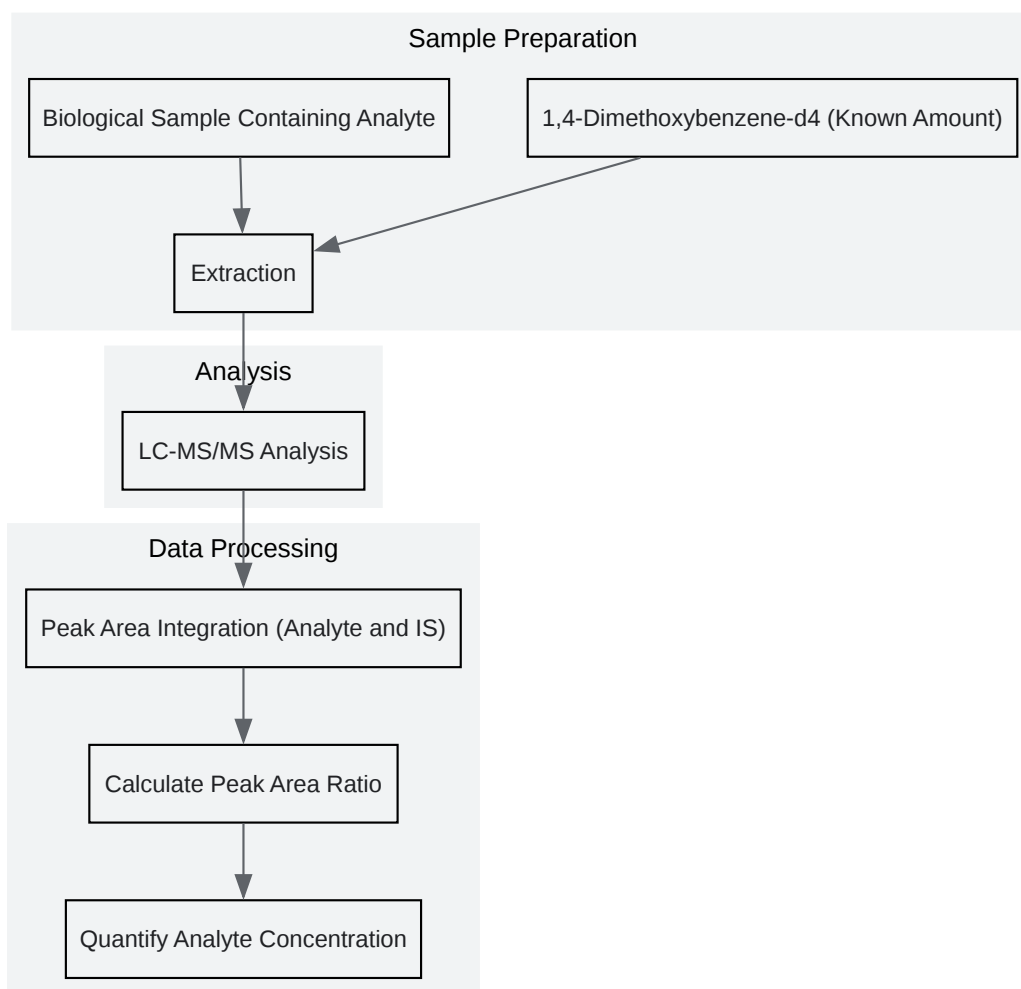 Sample Preparation
Biological Sample Containing Analyte
1,4-Dimethoxybenzene-d4 (Known Amount)
Extraction
Analysis
LC-MS/MS Analysis
Data Processing
Peak Area Integration (Analyte and IS)
Calculate Peak Area Ratio
Quantify Analyte Concentration